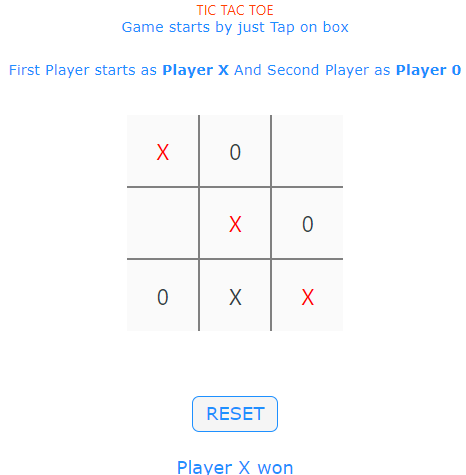 TIC TAC TOE
Game starts by just Tap on box
First Player starts as Player X And Second Player as Player 0
X 0
X 0
0 X X
RESET
Player X won